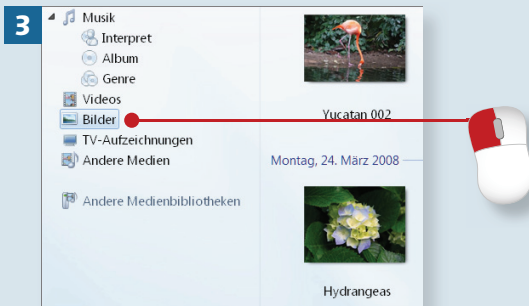 3
Musik
Interpret
Album
Genre
Videos
Bilder
TV-Aufzeichnungen
Andere Medien
Andere Medienbibliotheken
Yucatan 002
Montag, 24. März 2008
Hydrangeas